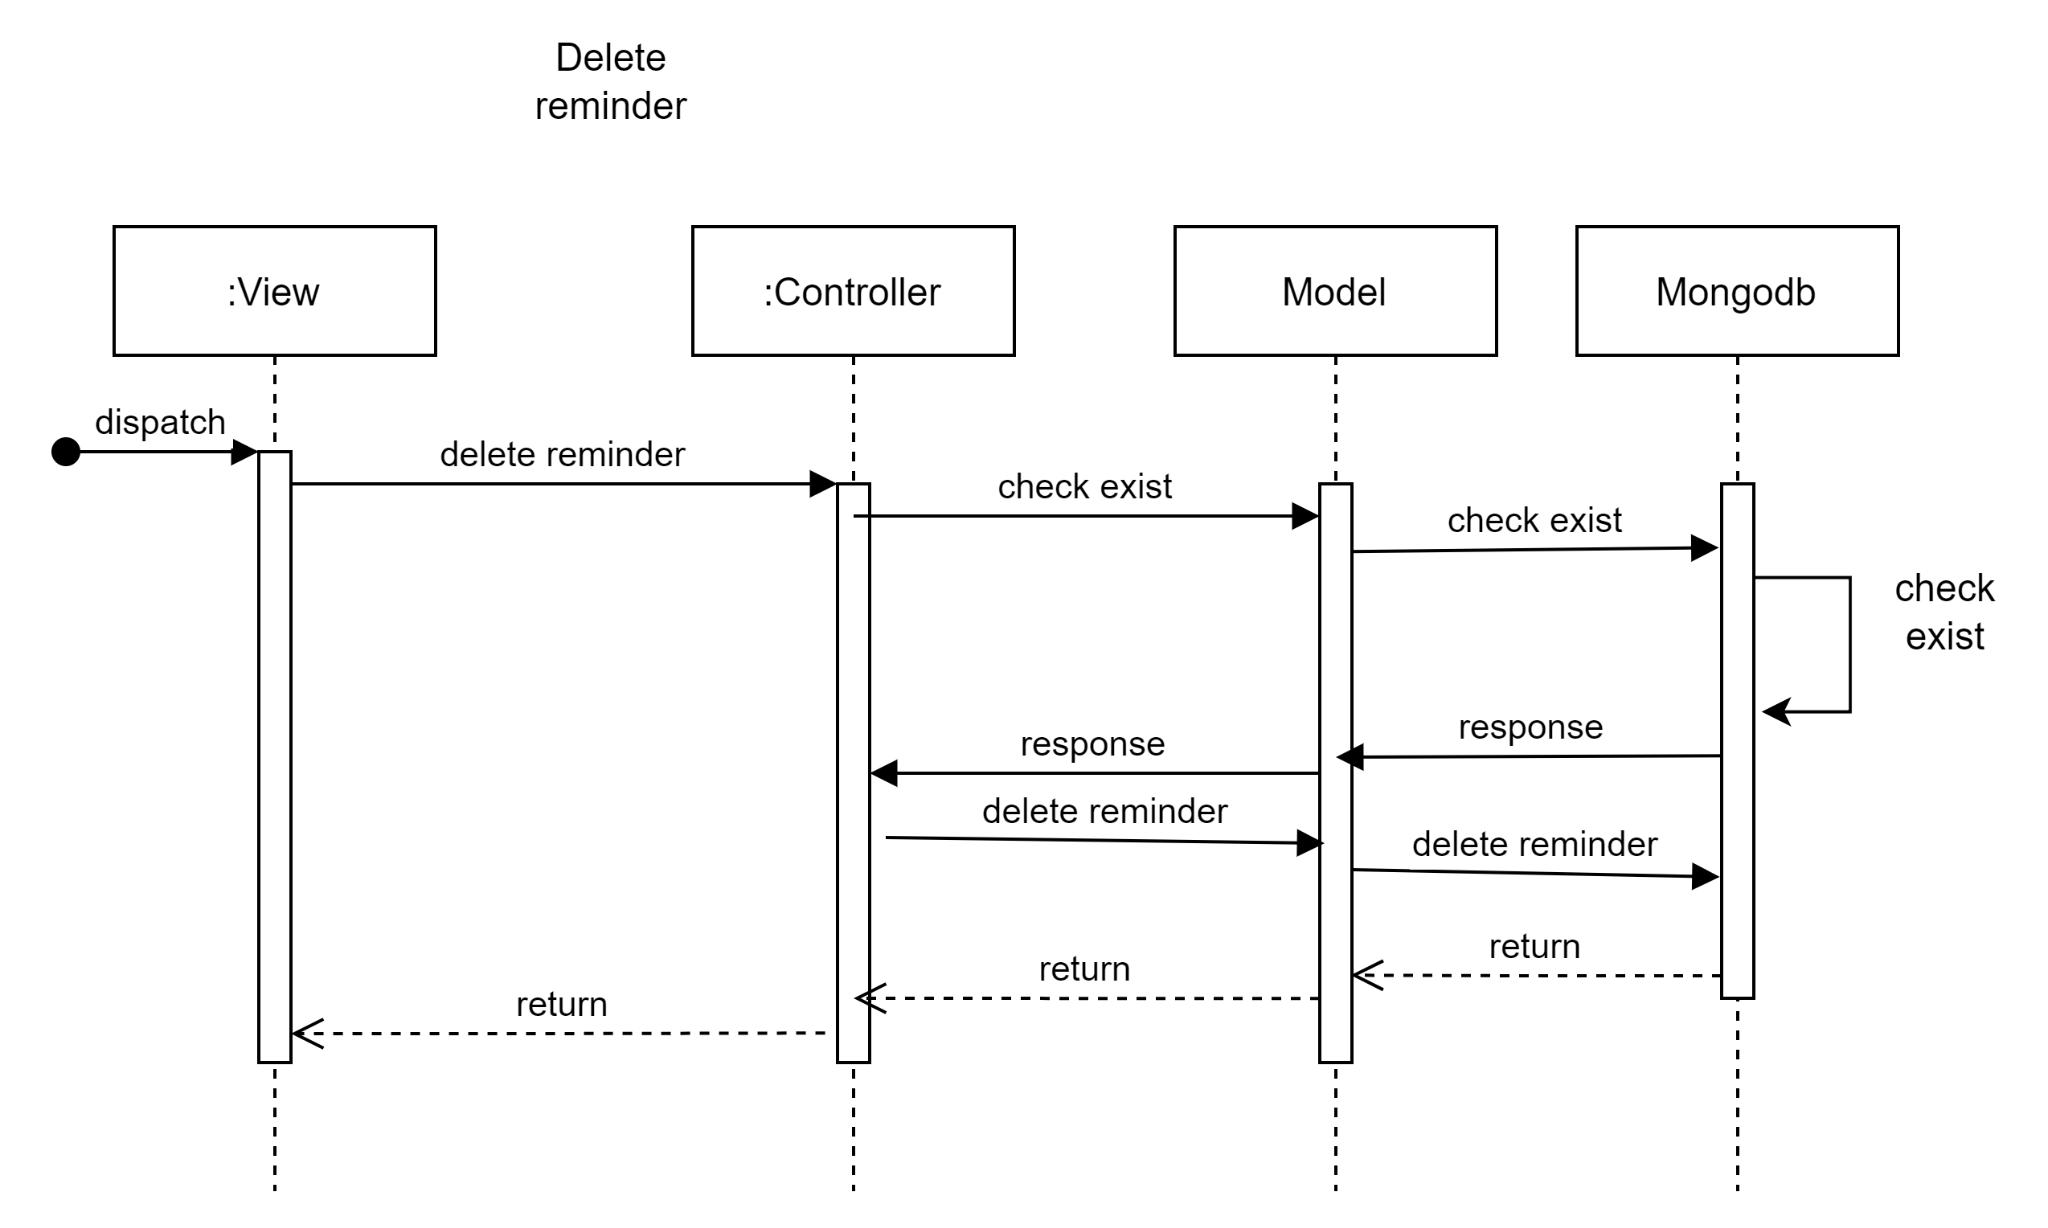 Delete
reminder
:View
:Controller
Model
Mongodb
dispatch
delete reminder
check exist
check exist
check
exist
response
response
delete reminder
delete reminder
return
return
return